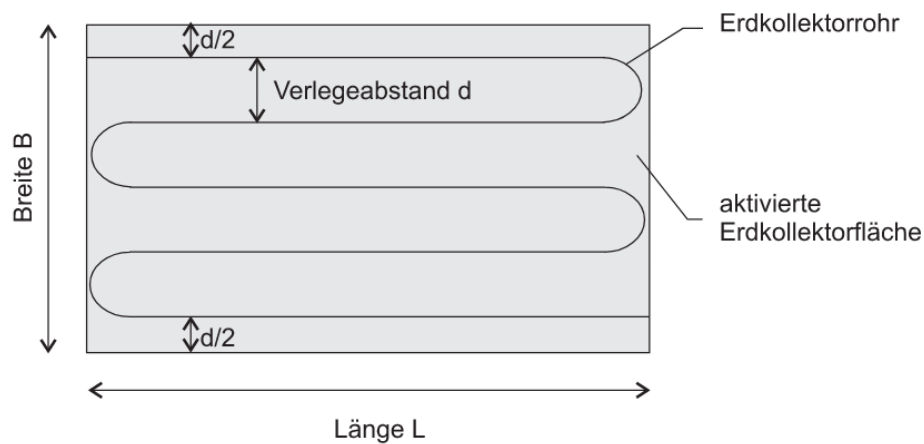 d/2
Erdkollektorrohr
Verlegeabstand d
Breite B
aktivierte
Erdkollektorfläche
d/2
Länge L